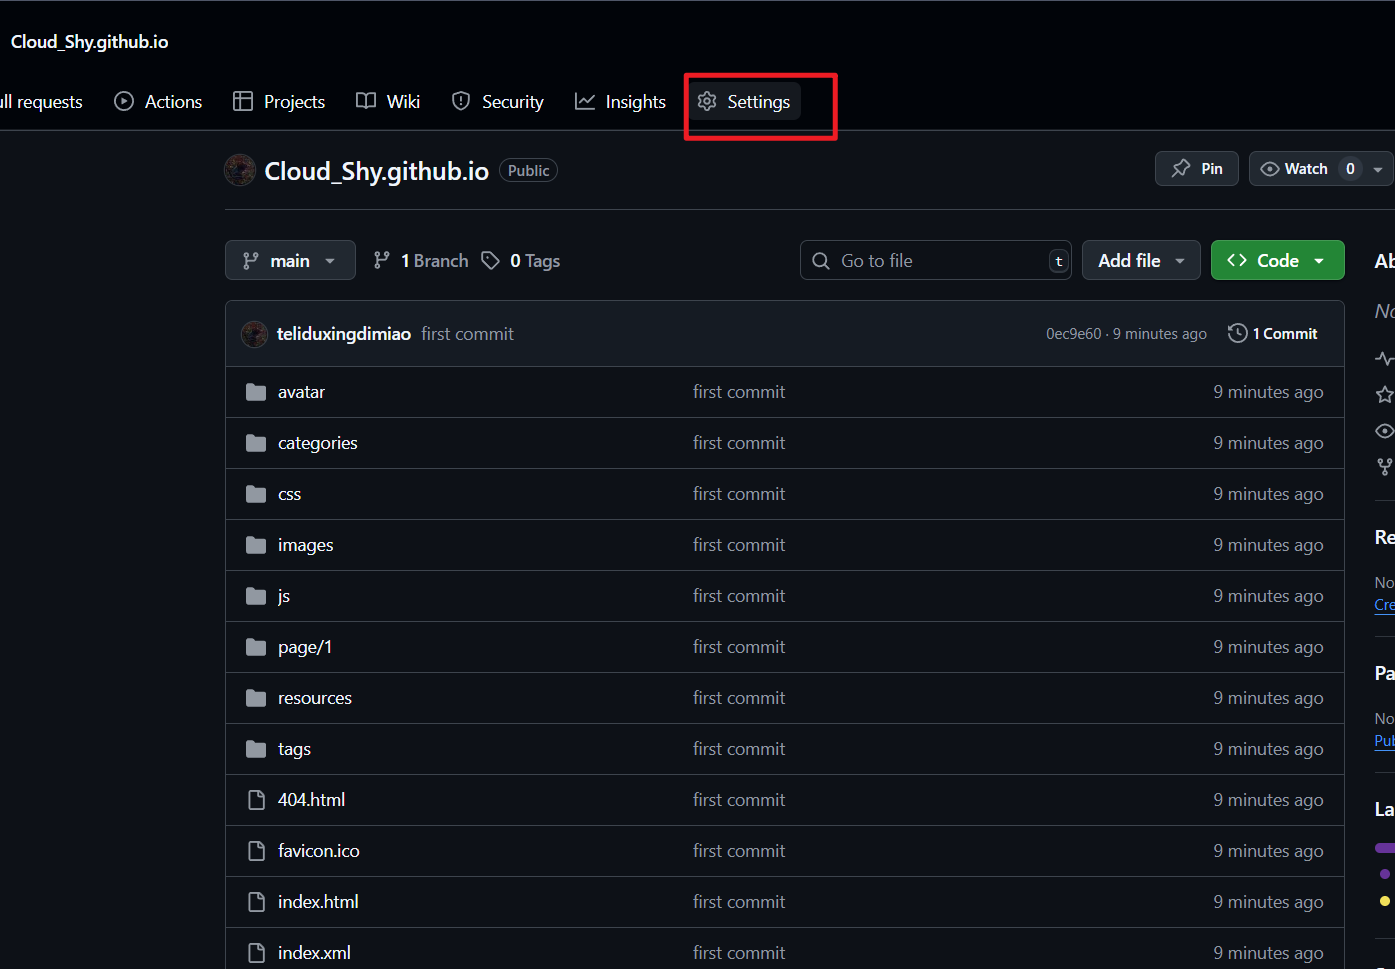 Cloud_Shy.github.io
ull requests Actions Projects Wiki Security Insights Settings
Cloud_Shy.github.io Public Pin Watch 0
main 1 Branch 0 Tags Go to file t Add file Code
teliduxingdimiao first commit 0ec9e60 · 9 minutes ago 1 Commit
avatar first commit 9 minutes ago
categories first commit 9 minutes ago
css first commit 9 minutes ago
images first commit 9 minutes ago
js first commit 9 minutes ago
page/1 first commit 9 minutes ago
resources first commit 9 minutes ago
tags first commit 9 minutes ago
404.html first commit 9 minutes ago
favicon.ico first commit 9 minutes ago
index.html first commit 9 minutes ago
index.xml first commit 9 minutes ago
Ab
No
Re
No
Cre
Pa
No
Pub
La